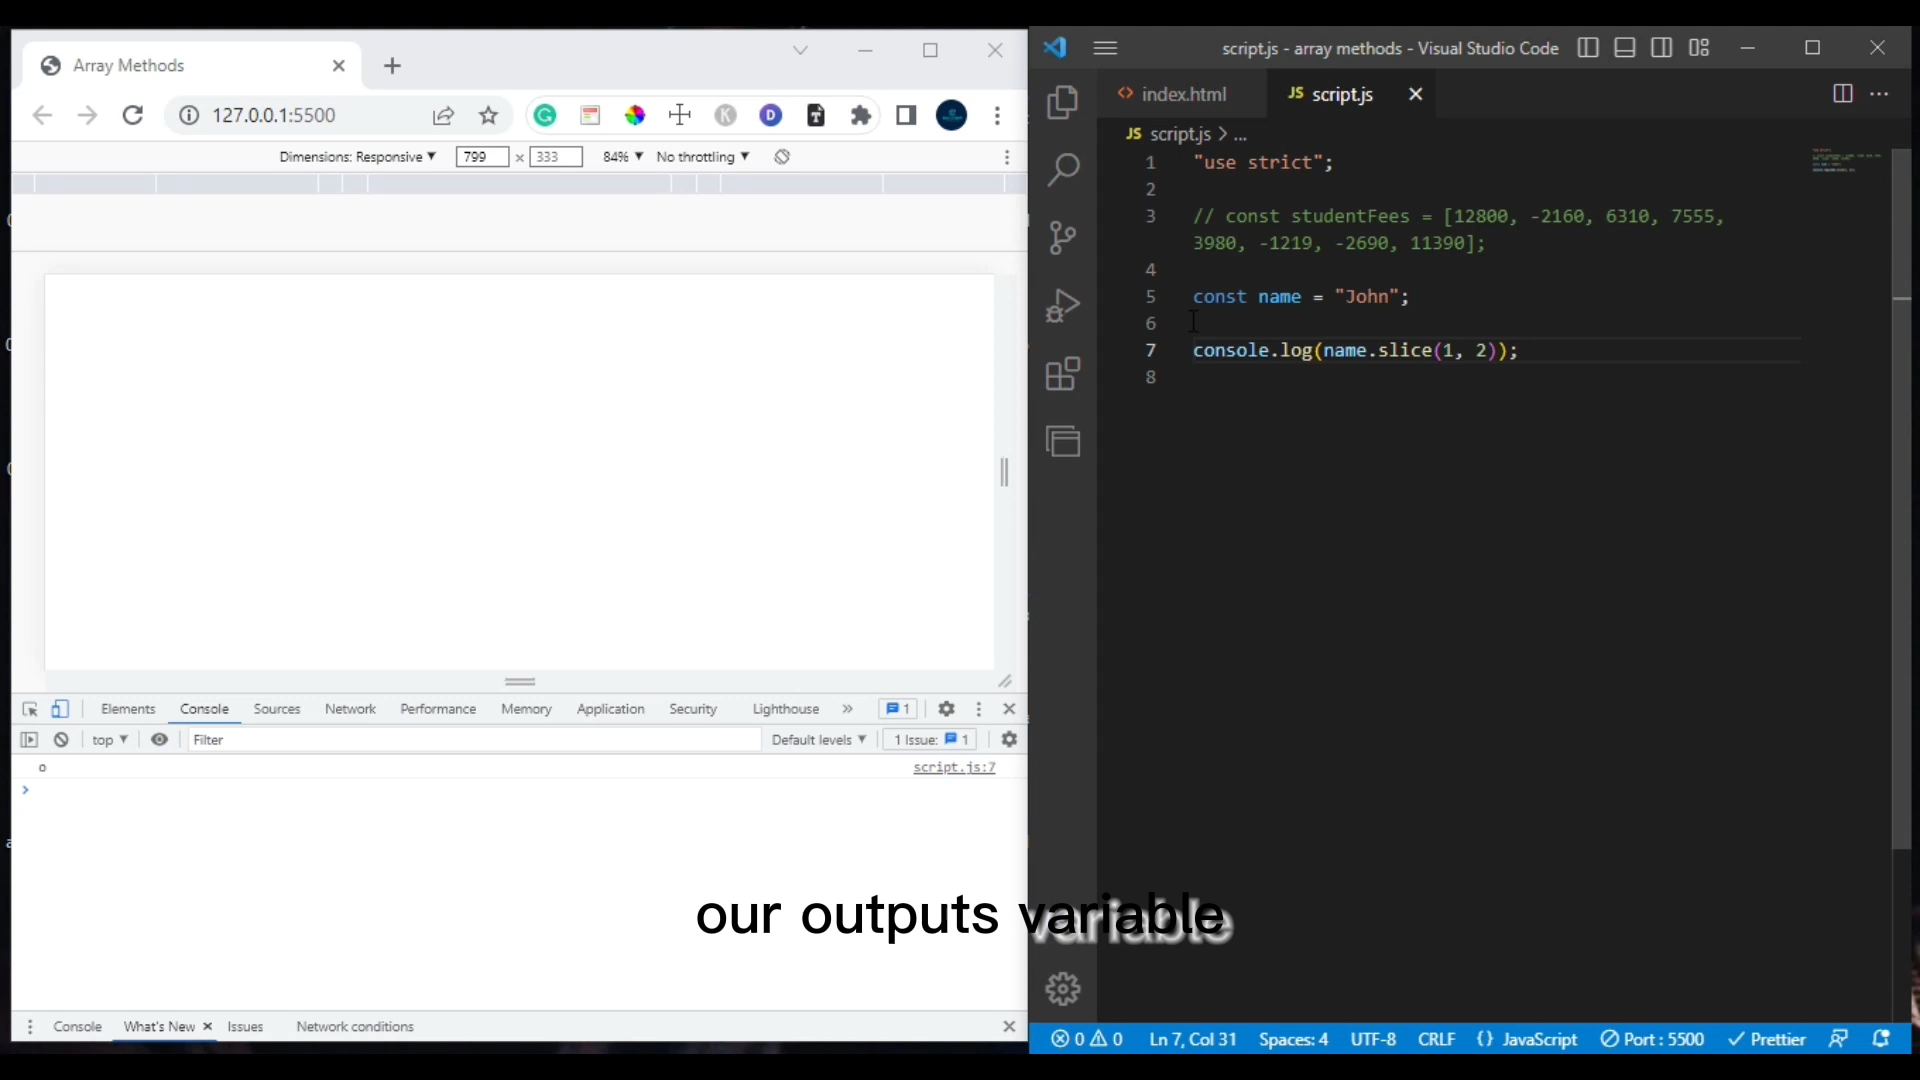 Array Methods
127.0.0.1:5500
Dimensions: Responsive 799 x 333 84% No throttling
Elements Console Sources Network Performance Memory Application Security Lighthouse » 1
top Filter Default levels 1 Issue: 1
o script.js:7
Console What's New Issues Network conditions
script.js - array methods - Visual Studio Code
index.html JS script.js
JS script.js > ...
1 "use strict";
2
3 // const studentFees = [12800, -2160, 6310, 7555,
3980, -1219, -2690, 11390];
4
5 const name = "John";
6
7 console.log(name.slice(1, 2));
8
our outputs variable
0 0 Ln 7, Col 31 Spaces: 4 UTF-8 CRLF {} JavaScript Port : 5500 Prettier